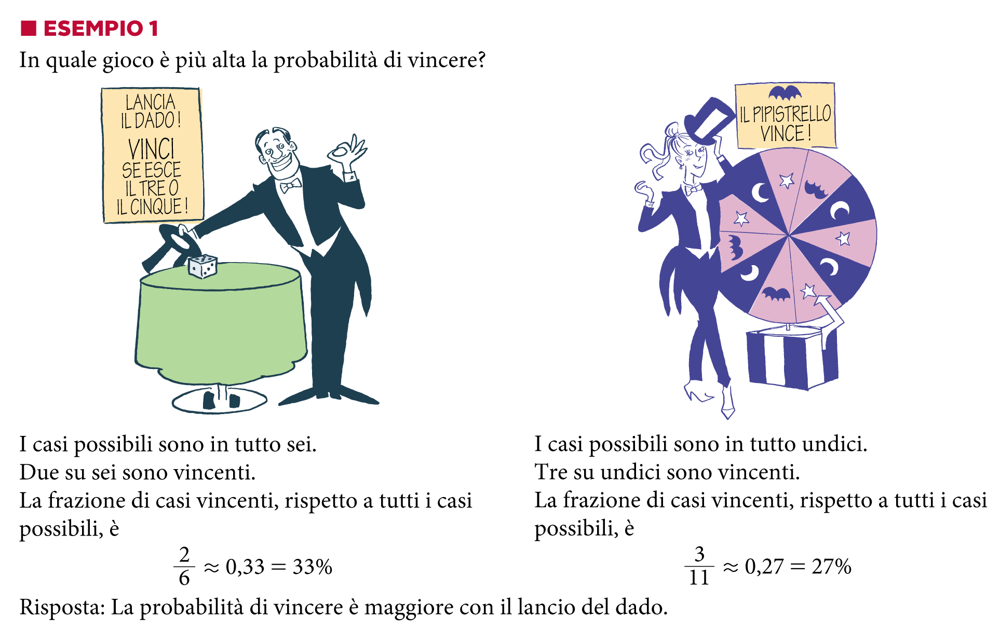 ESEMPIO 1
In quale gioco è più alta la probabilità di vincere?
LANCIA
IL DADO!
VINCI
SE ESCE
IL TRE O
IL CINQUE!
IL PIPISTRELLO
VINCE!
I casi possibili sono in tutto sei.
Due su sei sono vincenti.
La frazione di casi vincenti, rispetto a tutti i casi
possibili, è
2/6 ≈ 0,33 = 33%
I casi possibili sono in tutto undici.
Tre su undici sono vincenti.
La frazione di casi vincenti, rispetto a tutti i casi
possibili, è
3/11 ≈ 0,27 = 27%
Risposta: La probabilità di vincere è maggiore con il lancio del dado.